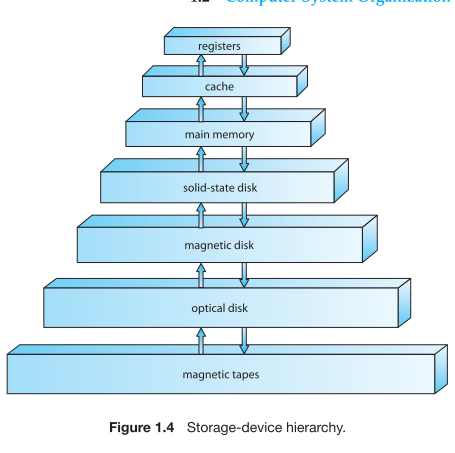 1.2 Computer System Organization
registers
cache
main memory
solid-state disk
magnetic disk
optical disk
magnetic tapes
Figure 1.4 Storage-device hierarchy.